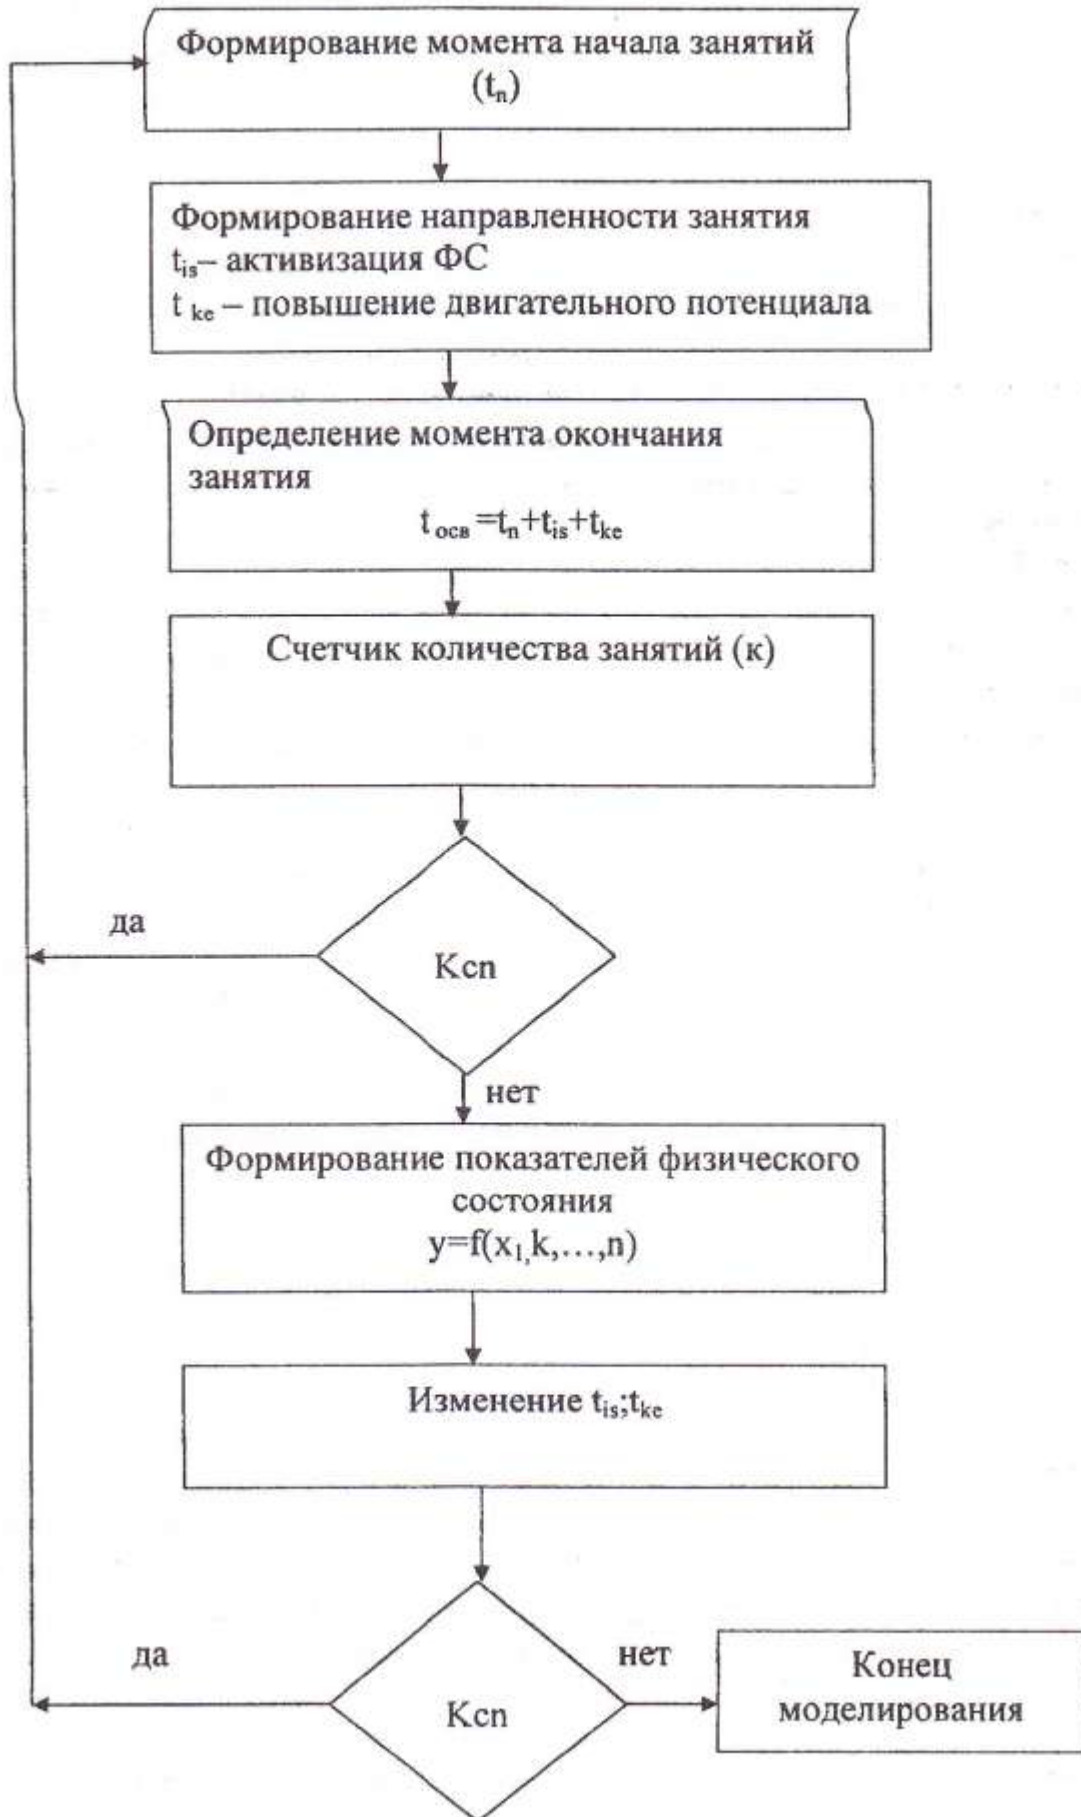 Формирование момента начала занятий
(tₙ)
Формирование направленности занятия
tis– активизация ФС
t ke – повышение двигательного потенциала
Определение момента окончания
занятия
t осв =tn+tis+tke
Счетчик количества занятий (к)
да
Kcn
нет
Формирование показателей физического
состояния
y=f(x1,k,…,n)
Изменение tis;tke
да
нет
Kcn
Конец
моделирования